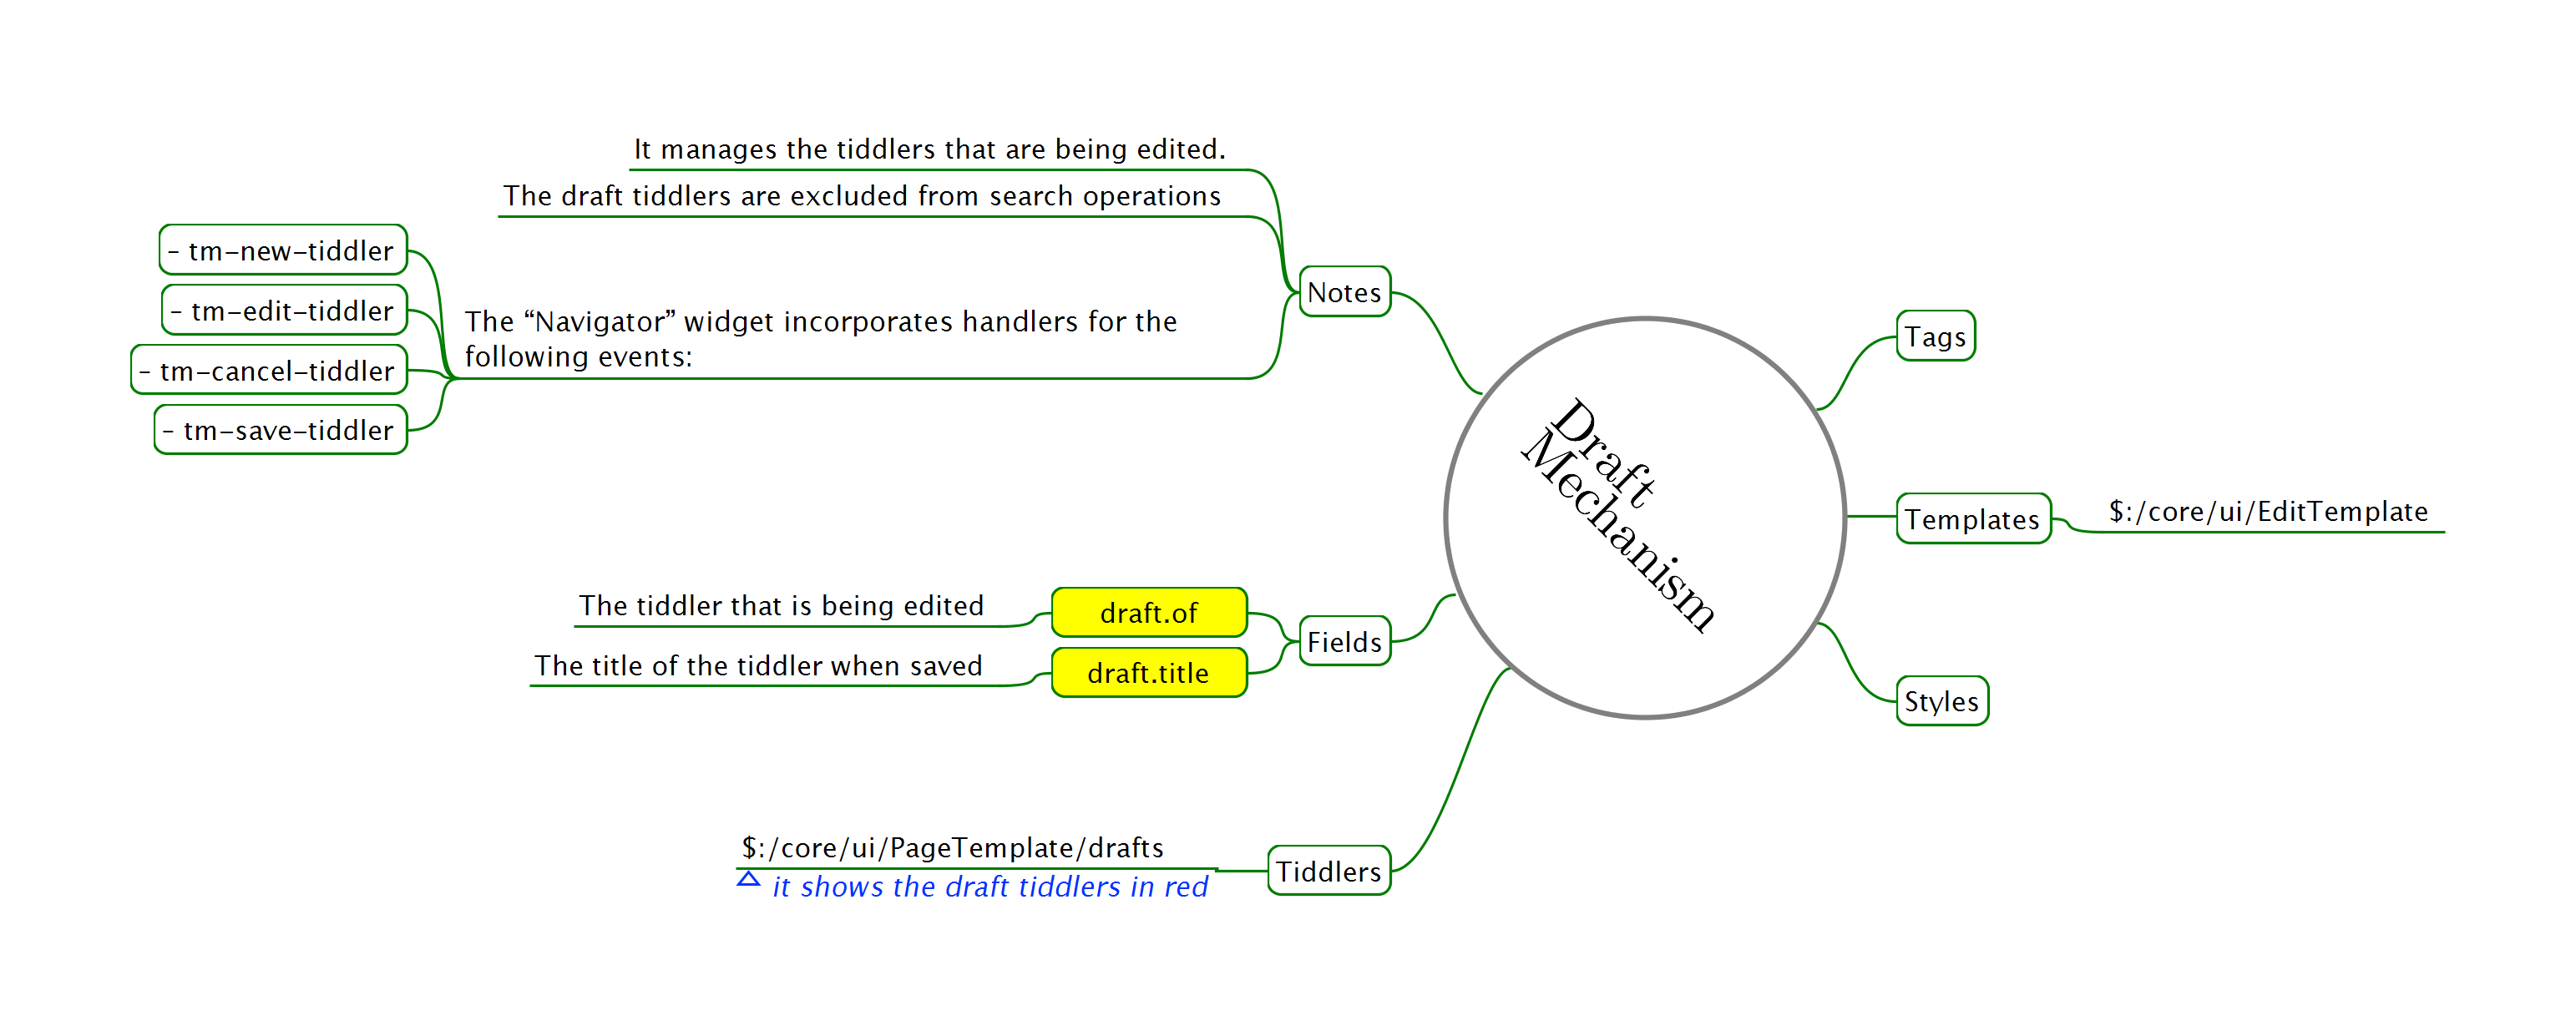 It manages the tiddlers that are being edited.
The draft tiddlers are excluded from search operations
- tm-new-tiddler
- tm-edit-tiddler
- tm-cancel-tiddler
- tm-save-tiddler
The “Navigator” widget incorporates handlers for the
following events:
Notes
Tags
Draft
Mechanism
Templates
$:/core/ui/EditTemplate
The tiddler that is being edited
draft.of
The title of the tiddler when saved
draft.title
Fields
Styles
$:/core/ui/PageTemplate/drafts
it shows the draft tiddlers in red
Tiddlers